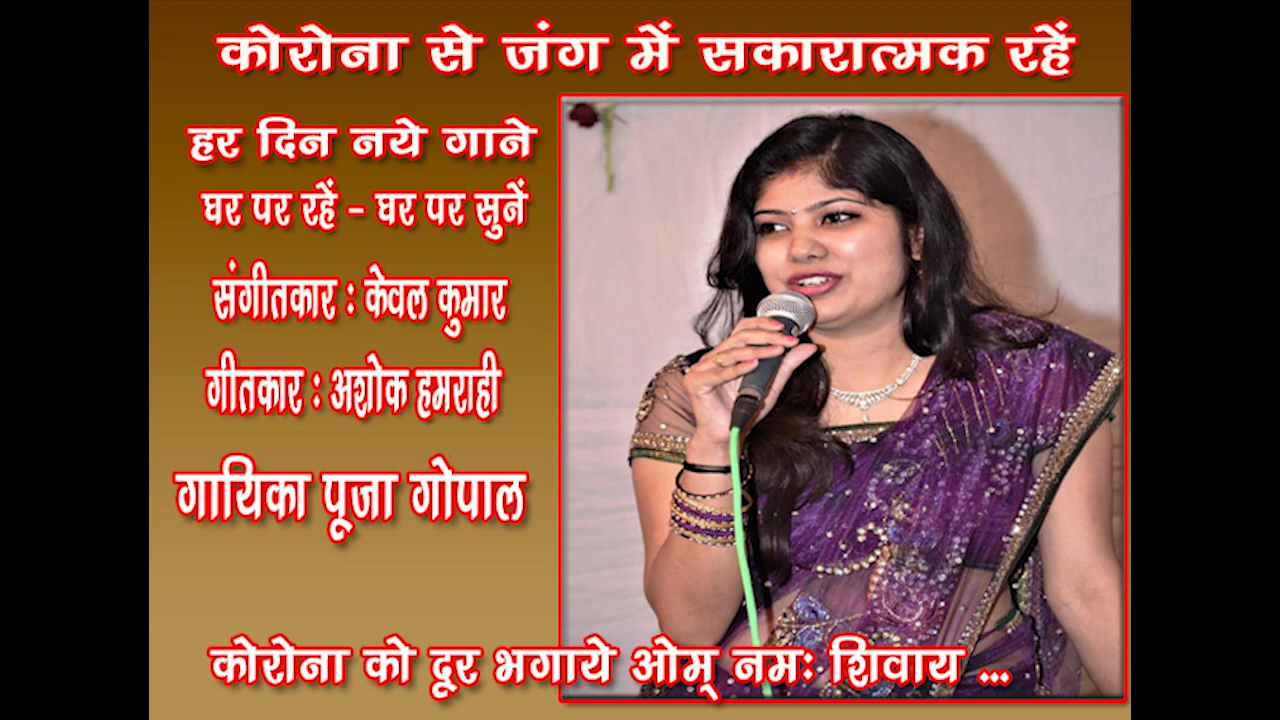 कोरोना से जंग में सकारात्मक रहें
हर दिन नये गाने
घर पर रहें - घर पर सुनें
संगीतकार : केवल कुमार
गीतकार : अशोक हमराही
गायिका पूजा गोपाल
कोरोना को दूर भगाये ओम् नमः शिवाय ...